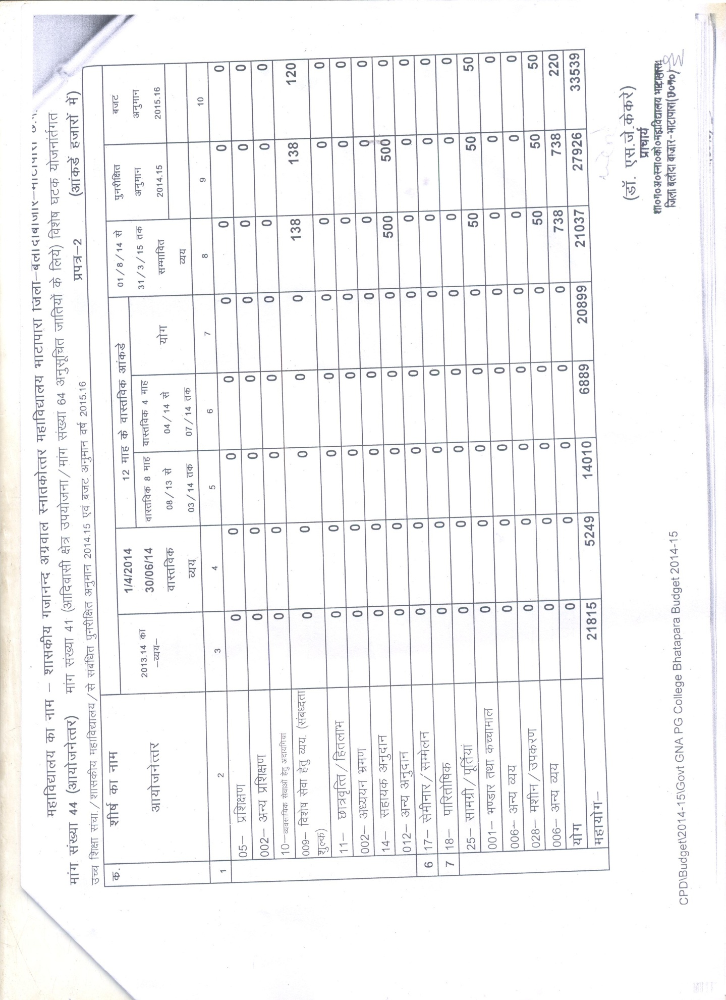 महाविद्यालय का नाम – शासकीय गजानन्द अग्रवाल स्नातकोत्तर महाविद्यालय भाटापारा जिला–बलौदाबाजार–भाटापारा
मांग संख्या 44 (आयोजनेत्तर) मांग संख्या 41 (आदिवासी क्षेत्र उपयोजना/मांग संख्या 64 अनुसूचित जातियों के लिये) विशेष घटक योजनांर्तगत
उच्च शिक्षा संचा./शासकीय महाविद्यालय/से संबंधित पुनरीक्षित अनुमान 2014.15 एवं बजट अनुमान वर्ष 2015.16 प्रपत्र–2 (आंकडें हजारों में)
क. शीर्ष का नाम 1/4/2014 12 माह के वास्तविक आंकडे 01/8/14 से पुनरीक्षित बजट
आयोजनेत्तर 2013.14 का 30/06/14 वास्तविक 8 माह वास्तविक 4 माह योग 31/3/15 तक अनुमान अनुमान
–व्यय– वास्तविक 08/13 से 04/14 से सम्भावित 2014.15 2015.16
व्यय 03/14 तक 07/14 तक व्यय
1 2 3 4 5 6 7 8 9 10
05– प्रशिक्षण 0 0 0 0 0 0 0 0
002– अन्य प्रशिक्षण 0 0 0 0 0 0 0 0
10–व्यवसायिक सेवाओं हेतु अदायगियां 0 0 0 0 0 0 0 0
009– विशेष सेवा हेतु व्यय. (संबध्दता 0 0 0 0 0 138 138 120
शुल्क)
11– छात्रवृत्ति/हितलाभ 0 0 0 0 0 0 0 0
002– अध्ययन भ्रमण 0 0 0 0 0 0 0 0
14– सहायक अनुदान 0 0 0 0 0 0 0 0
012– अन्य अनुदान 0 0 0 0 0 500 500 0
6 17– सेमीनार/सम्मेलन 0 0 0 0 0 0 0 0
7 18– पारितोषिक 0 0 0 0 0 0 0 0
25– सामग्री/पूर्तियां 0 0 0 0 0 0 0 0
001– भण्डार तथा कच्चामाल 0 0 0 0 0 50 50 50
006– अन्य व्यय 0 0 0 0 0 0 0 0
028– मशीन/उपकरण 0 0 0 0 0 0 0 0
006– अन्य व्यय 0 0 0 0 0 50 50 50
योग 0 0 0 0 0 738 738 220
महायोग– 21815 5249 14010 6889 20899 21037 27926 33539
(डॉ. एस.जे.केकरे)
प्राचार्य
शा०ग०अ०स्ना०को०महाविद्यालय भाटापारा
जिला बलौदा बाजार-भाटापारा(छ०ग०)
CPD\Budget\2014-15\Govt GNA PG College Bhatapara Budget 2014-15